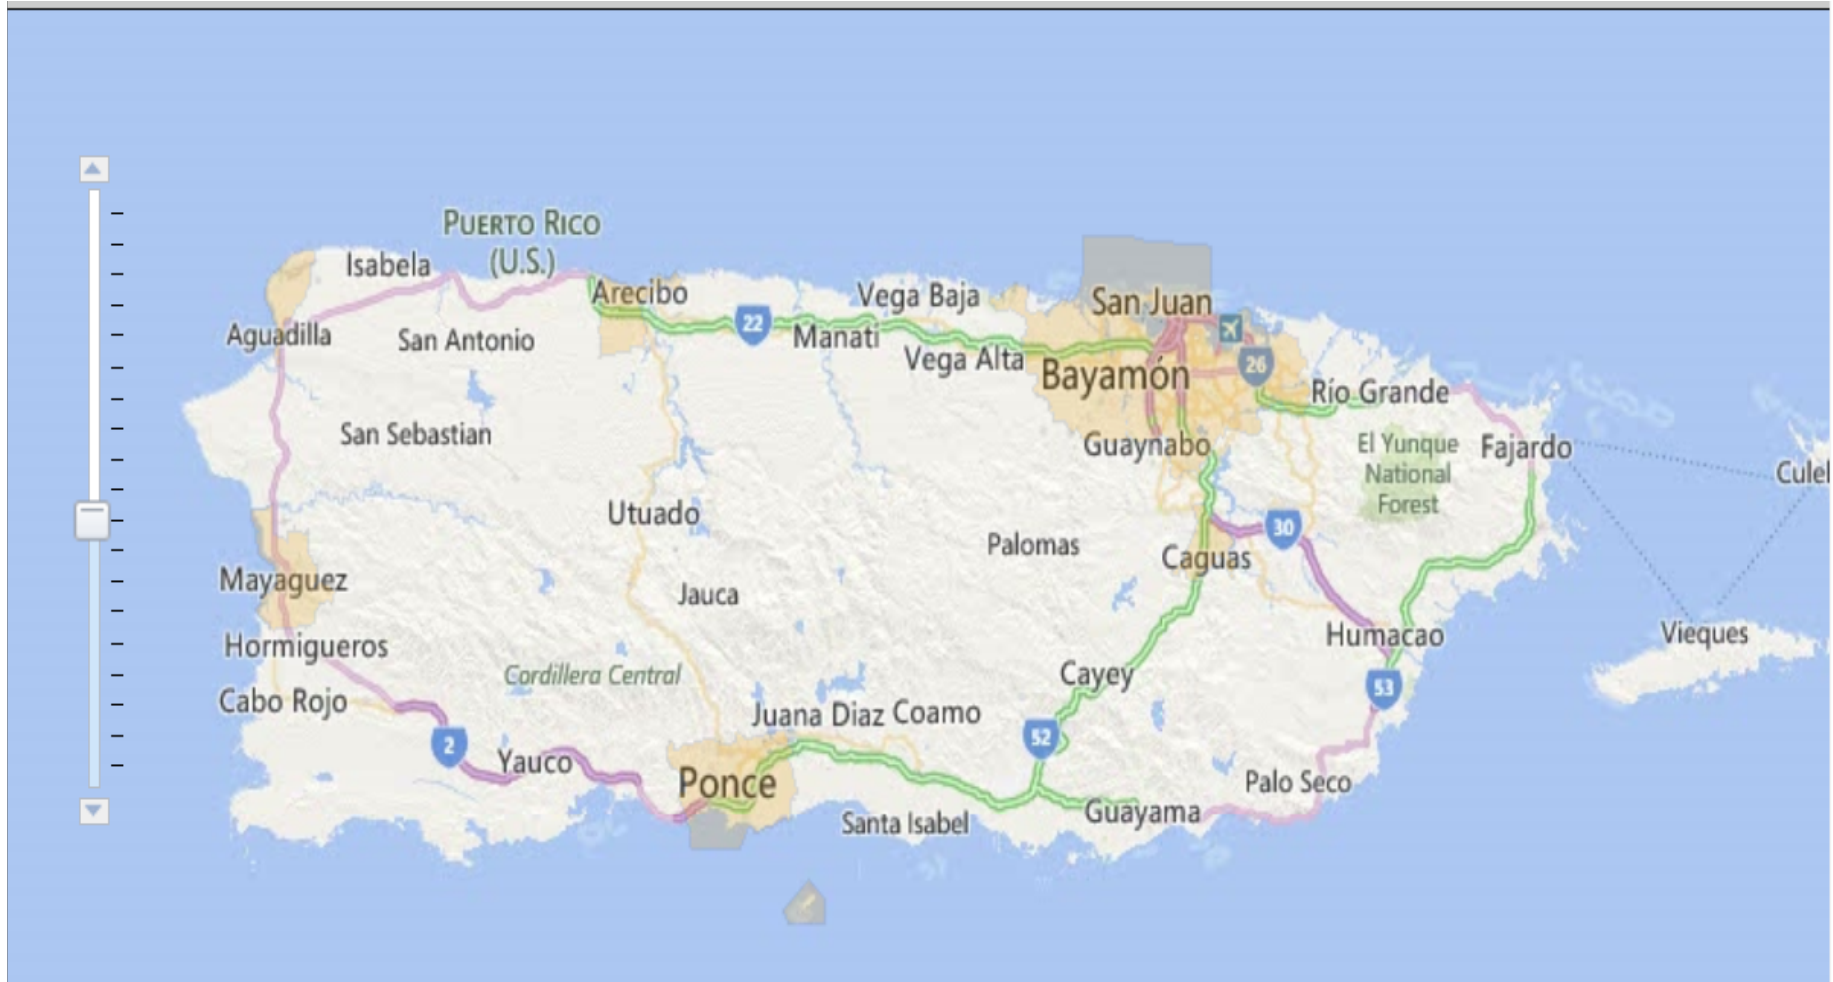 PUERTO RICO
(U.S.)
Isabela
Arecibo
Vega Baja
San Juan
Aguadilla
San Antonio
22
Manati
Vega Alta
Bayamón
26
Río Grande
San Sebastian
Guaynabo
El Yunque
National
Forest
Fajardo
Culel
Utuado
Palomas
Caguas
30
Mayaguez
Jauca
Hormigueros
Humacao
Vieques
Cordillera Central
Cayey
Cabo Rojo
53
Juana Diaz
Coamo
52
2
Yauco
Ponce
Palo Seco
Santa Isabel
Guayama